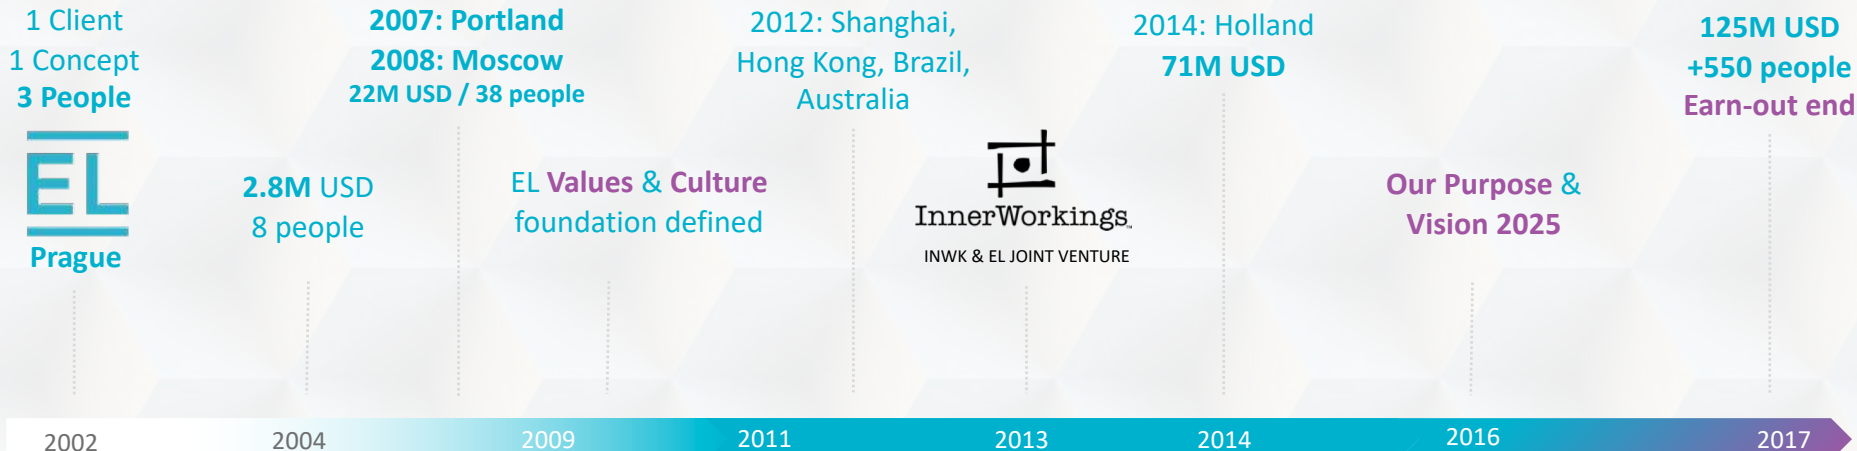 1 Client
1 Concept
3 People
EL
Prague
2.8M USD
8 people
2007: Portland
2008: Moscow
22M USD / 38 people
EL Values & Culture
foundation defined
2012: Shanghai,
Hong Kong, Brazil,
Australia
InnerWorkings™
INWK & EL JOINT VENTURE
2014: Holland
71M USD
Our Purpose &
Vision 2025
125M USD
+550 people
Earn-out end
2002 2004 2009 2011 2013 2014 2016 2017